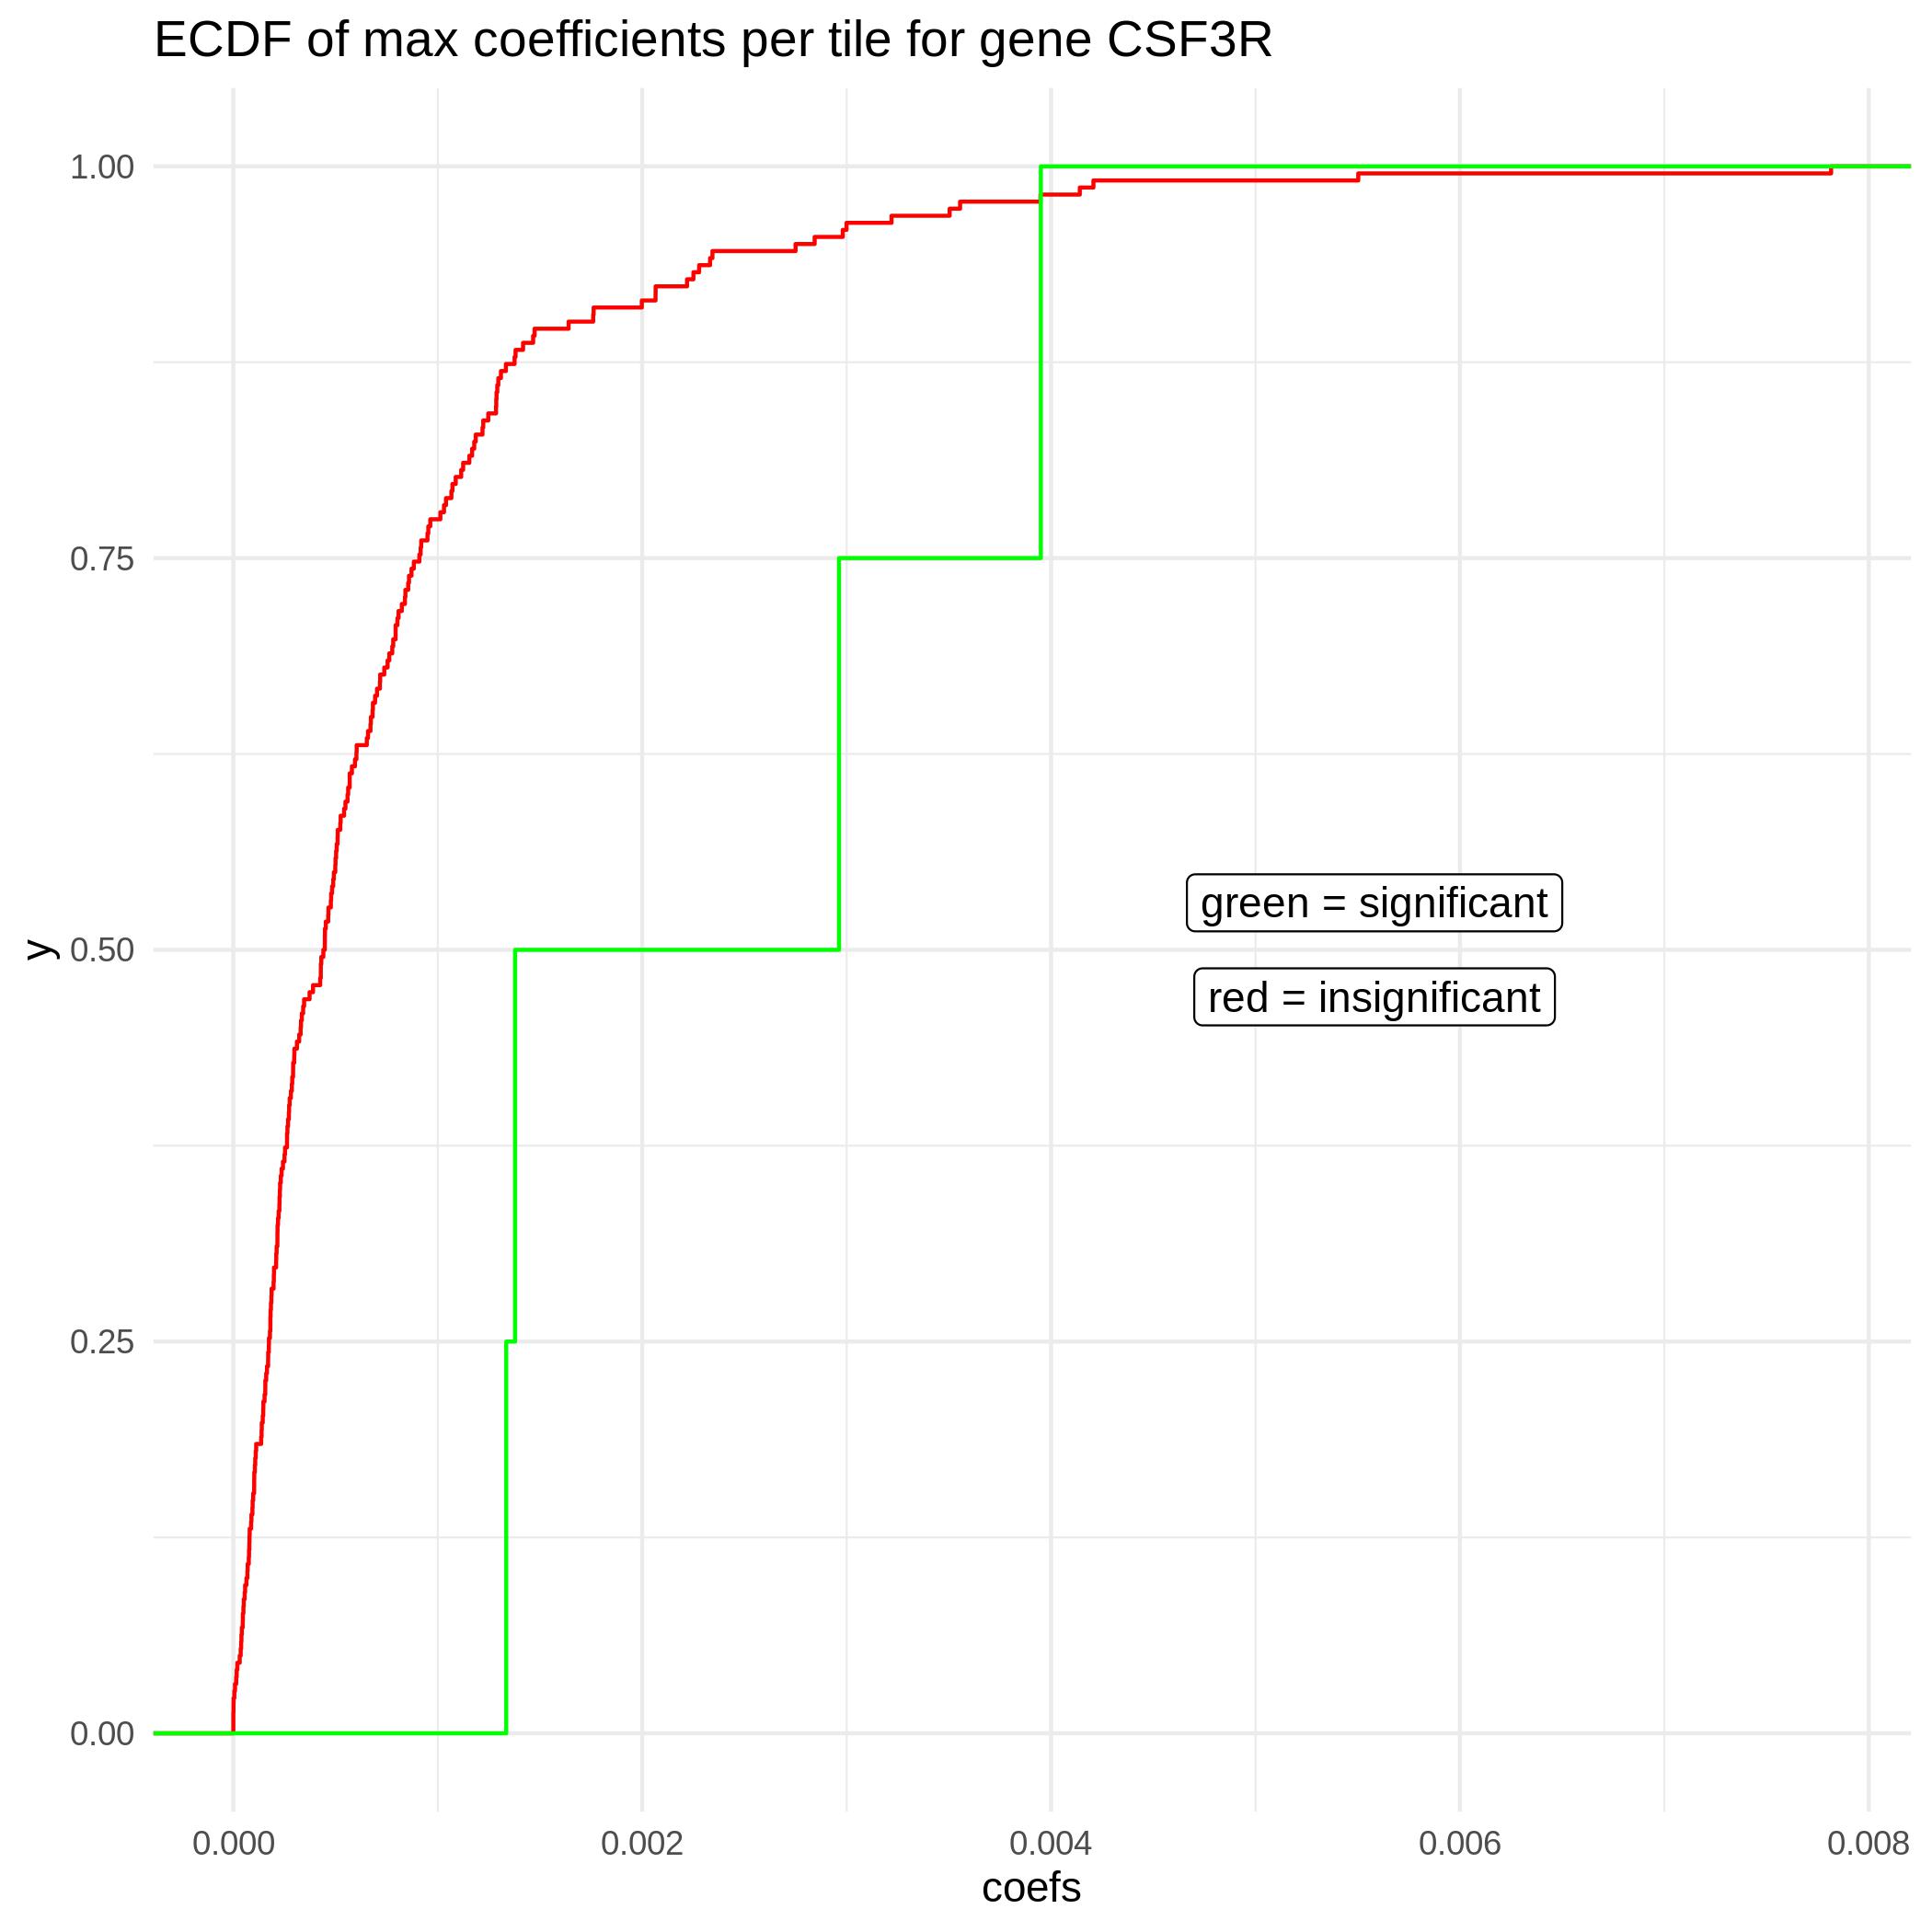 ECDF of max coefficients per tile for gene CSF3R
1.00
0.75
0.50
0.25
0.00
y
green = significant
red = insignificant
0.000 0.002 0.004 0.006 0.008
coefs